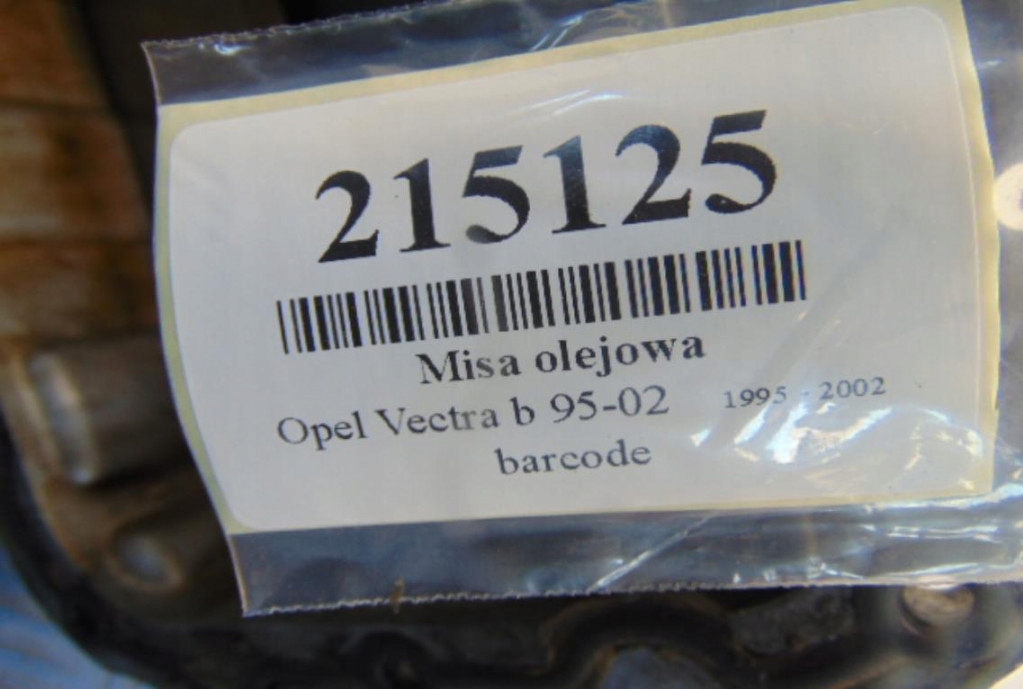 215125
Misa olejowa
Opel Vectra b 95-02 1995 - 2002
barcode